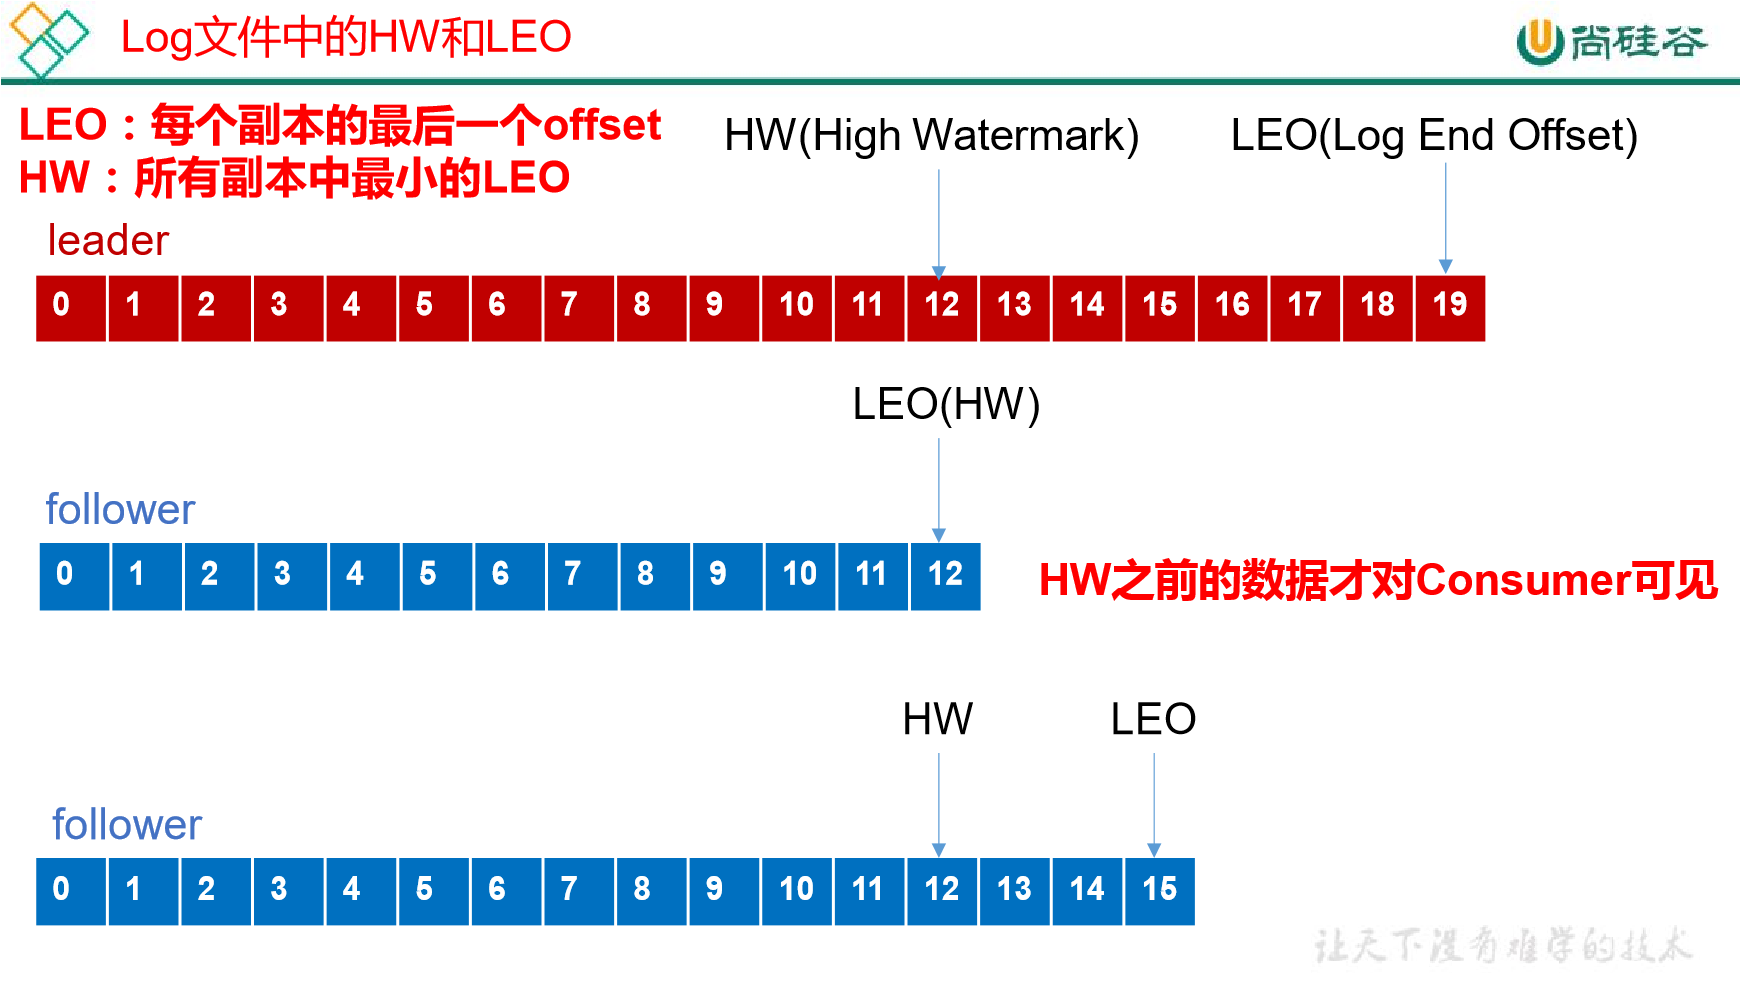 Log文件中的HW和LEO
尚硅谷
LEO：每个副本的最后一个offset
HW：所有副本中最小的LEO
HW(High Watermark)
LEO(Log End Offset)
leader
0 1 2 3 4 5 6 7 8 9 10 11 12 13 14 15 16 17 18 19
LEO(HW)
follower
0 1 2 3 4 5 6 7 8 9 10 11 12
HW之前的数据才对Consumer可见
HW
LEO
follower
0 1 2 3 4 5 6 7 8 9 10 11 12 13 14 15
让天下没有难学的技术